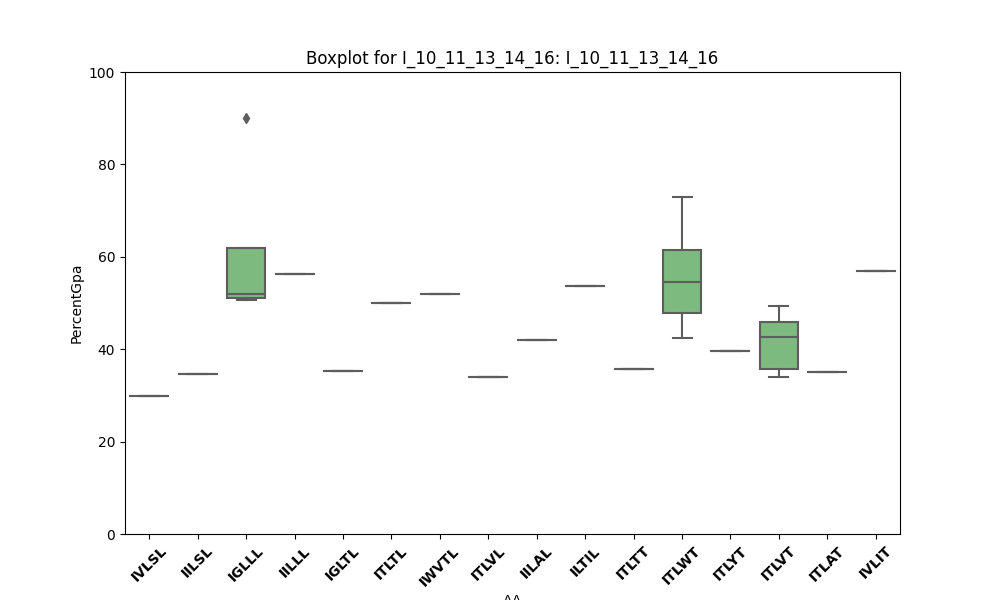 Boxplot for I_10_11_13_14_16: I_10_11_13_14_16
100
80
60
40
20
0
PercentGpa
IVLSL
IILSL
IGLLL
IILLL
IGLTL
ITLTL
IWVTL
ITLVL
IILAL
ILTIL
ITLTT
ITLWT
ITLYT
ITLVT
ITLAT
IVLIT
AA